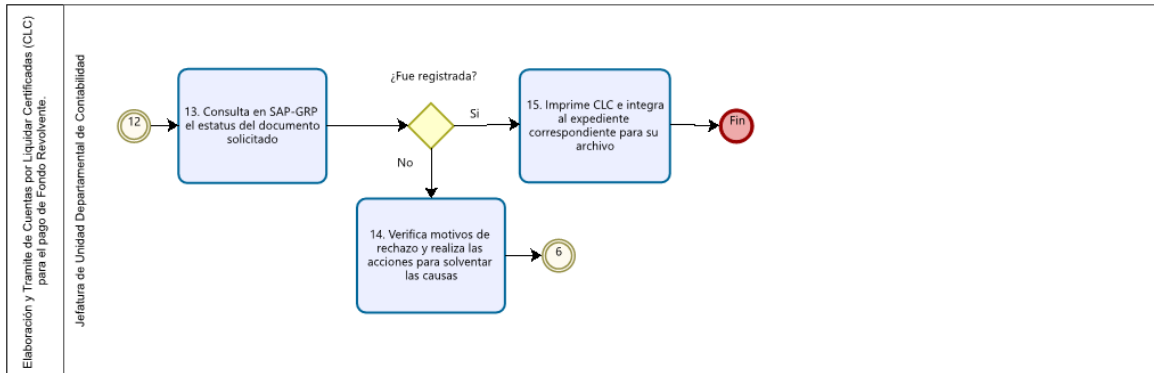 Elaboración y Tramite de Cuentas por Liquidar Certificadas (CLC)
para el pago de Fondo Revolvente.
Jefatura de Unidad Departamental de Contabilidad
12
13. Consulta en SAP-GRP
el estatus del documento
solicitado
¿Fue registrada?
Si
No
15. Imprime CLC e integra
al expediente
correspondiente para su
archivo
Fin
14. Verifica motivos de
rechazo y realiza las
acciones para solventar
las causas
6